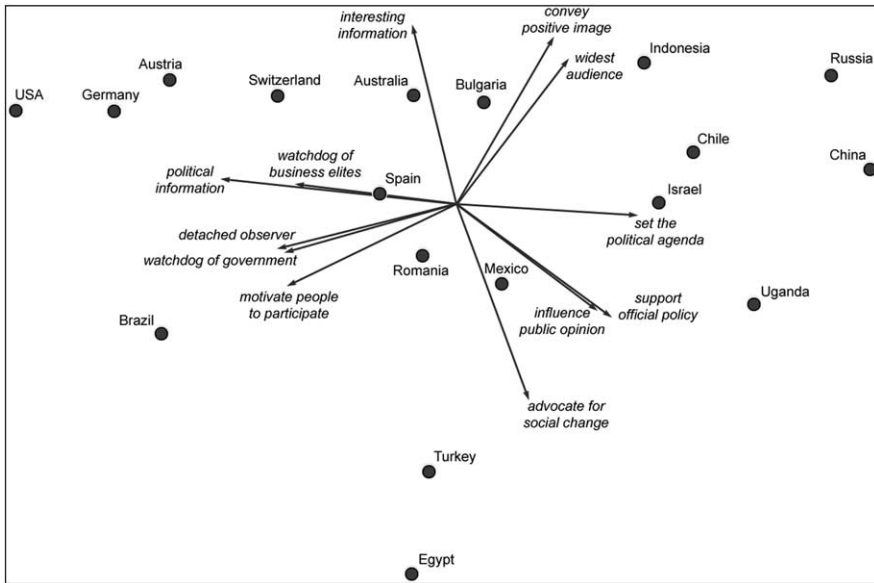 interesting
information
convey
positive image
widest
audience
Indonesia
Russia
Austria
USA
Germany
Switzerland
Australia
Bulgaria
Chile
China
political
information
watchdog of
business elites
Spain
Israel
set the
political agenda
detached observer
watchdog of government
Romania
Mexico
motivate people
to participate
influence
public opinion
support
official policy
Uganda
Brazil
advocate for
social change
Turkey
Egypt